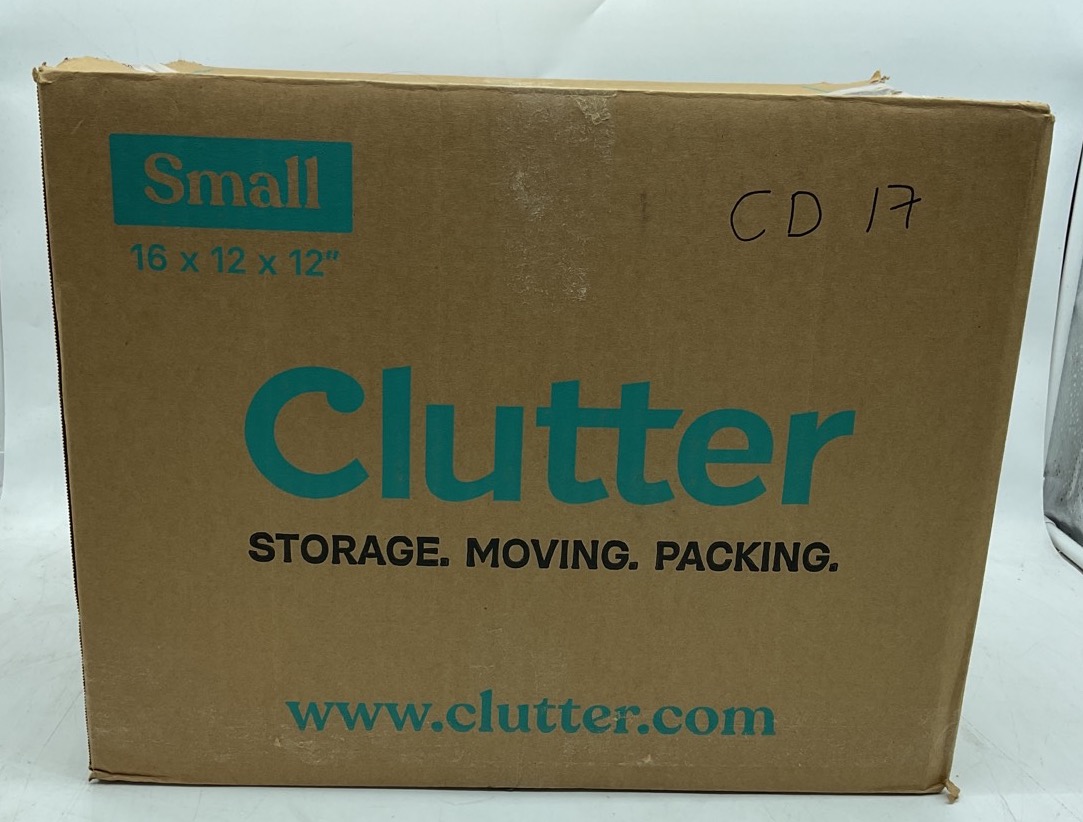 Small
16 x 12 x 12"
CD 17
Clutter
STORAGE. MOVING. PACKING.
www.clutter.com